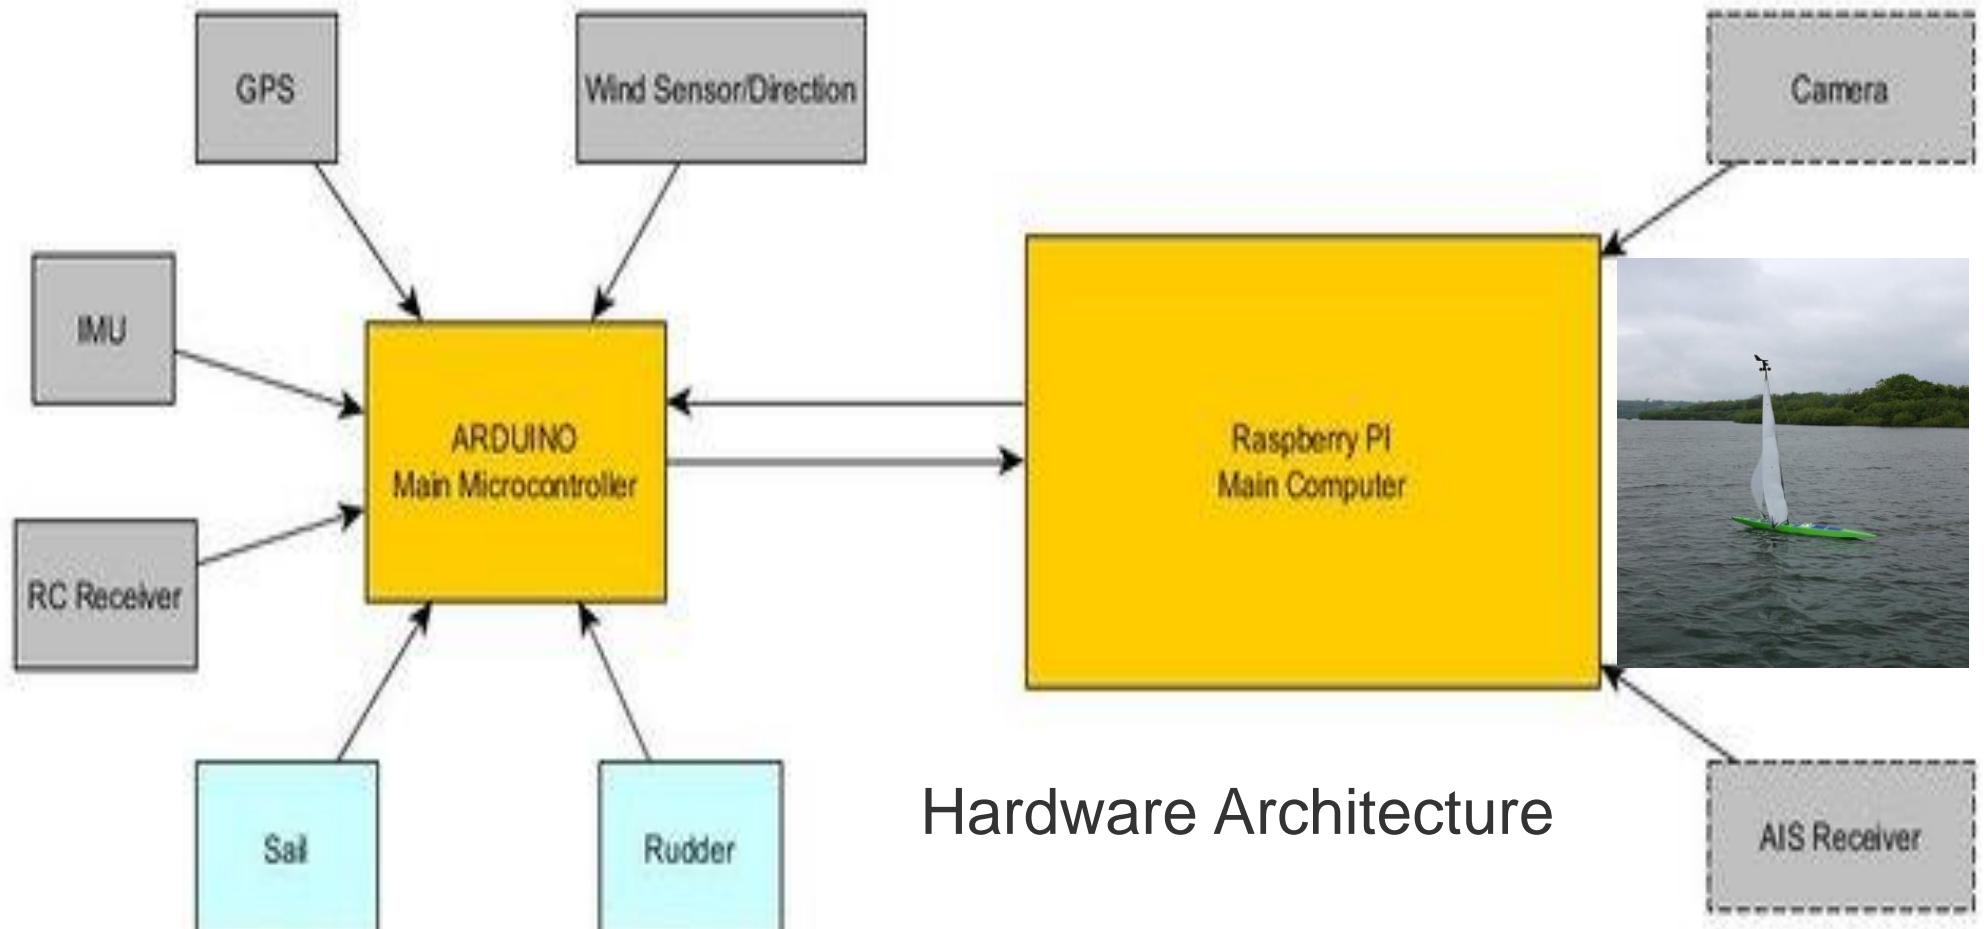 GPS
Wind Sensor/Direction
Camera
IMU
ARDUINO
Main Microcontroller
Raspberry PI
Main Computer
RC Receiver
Sail
Rudder
Hardware Architecture
AIS Receiver